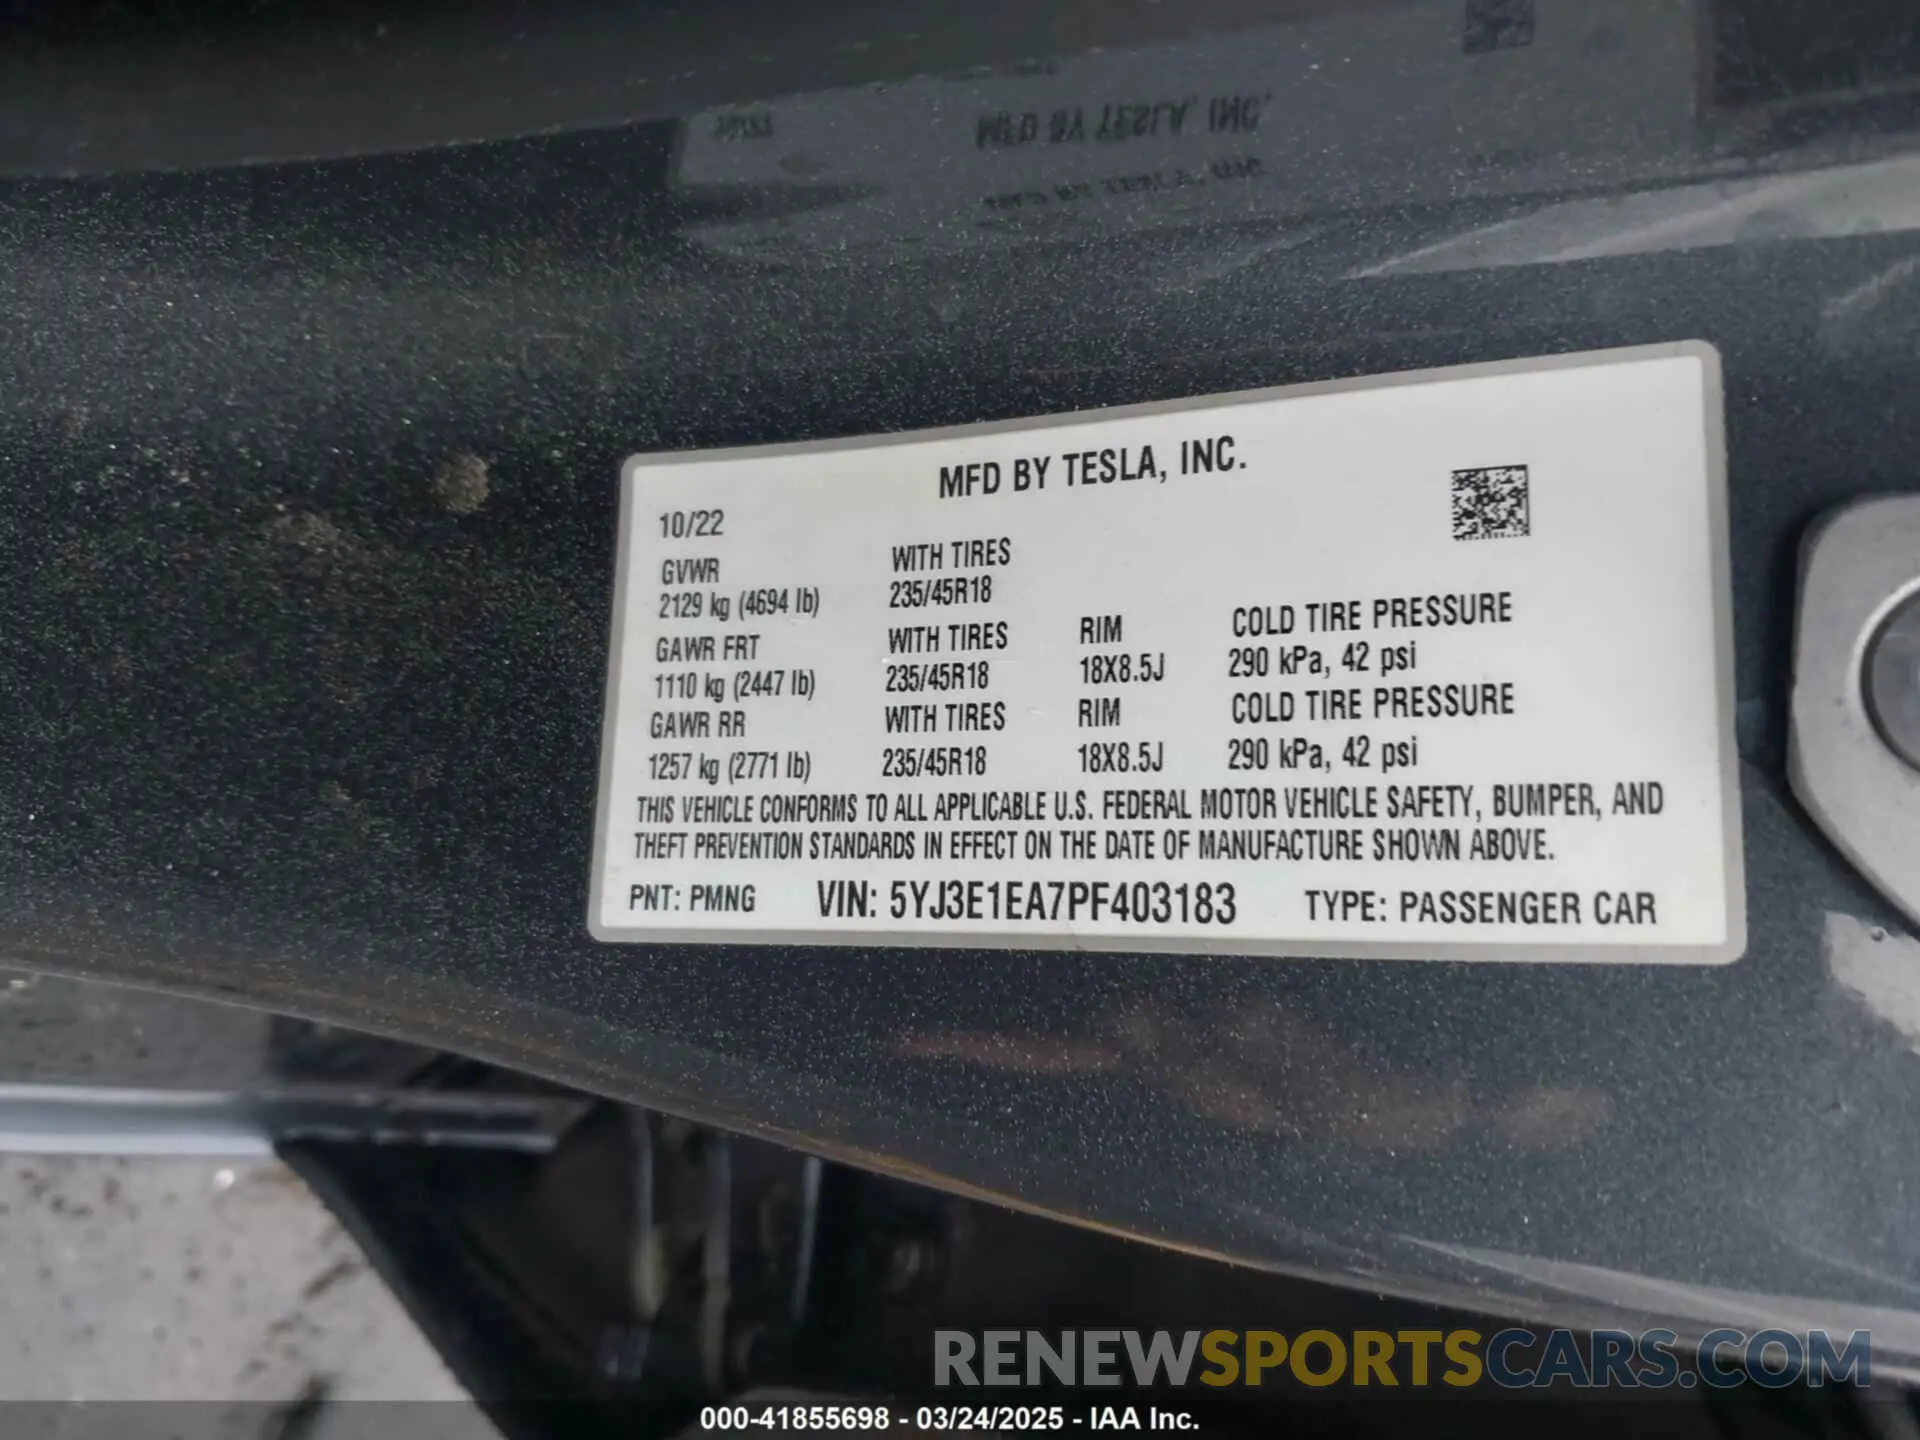 MFD BY TESLA, INC.
10/22
GVWR WITH TIRES
2129 kg (4694 lb) 235/45R18
GAWR FRT WITH TIRES RIM COLD TIRE PRESSURE
1110 kg (2447 lb) 235/45R18 18X8.5J 290 kPa, 42 psi
GAWR RR WITH TIRES RIM COLD TIRE PRESSURE
1257 kg (2771 lb) 235/45R18 18X8.5J 290 kPa, 42 psi
THIS VEHICLE CONFORMS TO ALL APPLICABLE U.S. FEDERAL MOTOR VEHICLE SAFETY, BUMPER, AND
THEFT PREVENTION STANDARDS IN EFFECT ON THE DATE OF MANUFACTURE SHOWN ABOVE.
PNT: PMNG VIN: 5YJ3E1EA7PF403183 TYPE: PASSENGER CAR
RENEWSPORTSCARS.COM
000-41855698 - 03/24/2025 - IAA Inc.